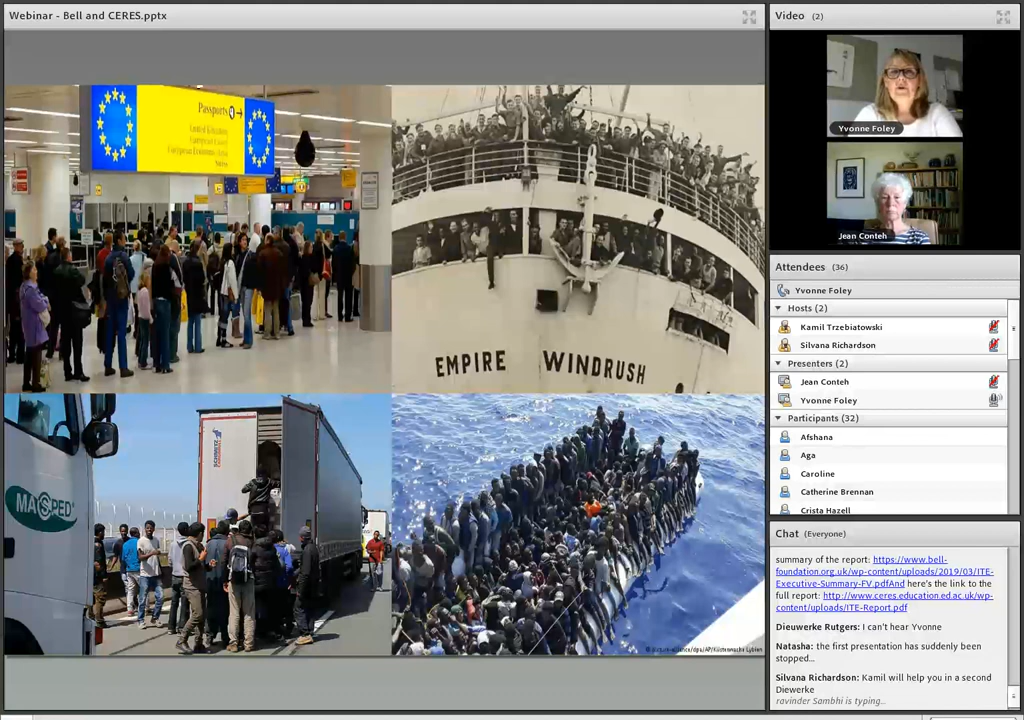 Webinar - Bell and CERES.pptx
Passports
EMPIRE WINDRUSH
MASPED
Video (2)
Yvonne Foley
Jean Conteh
Attendees (36)
Yvonne Foley
Hosts (2)
Kamil Trzebiatowski
Silvana Richardson
Presenters (2)
Jean Conteh
Yvonne Foley
Participants (32)
Afshana
Aga
Caroline
Catherine Brennan
Crista Hazell
Chat (Everyone)
summary of the report: https://www.bell-
foundation.org.uk/wp-content/uploads/2019/03/ITE-
Executive-Summary-FV.pdfAnd here's the link to the
full report: http://www.ceres.education.ed.ac.uk/wp-
content/uploads/ITE-Report.pdf
Dieuwerke Rutgers: I can't hear Yvonne
Natasha: the first presentation has suddenly been
stopped...
Silvana Richardson: Kamil will help you in a second
Diewerke
ravinder Sambhi is typing...